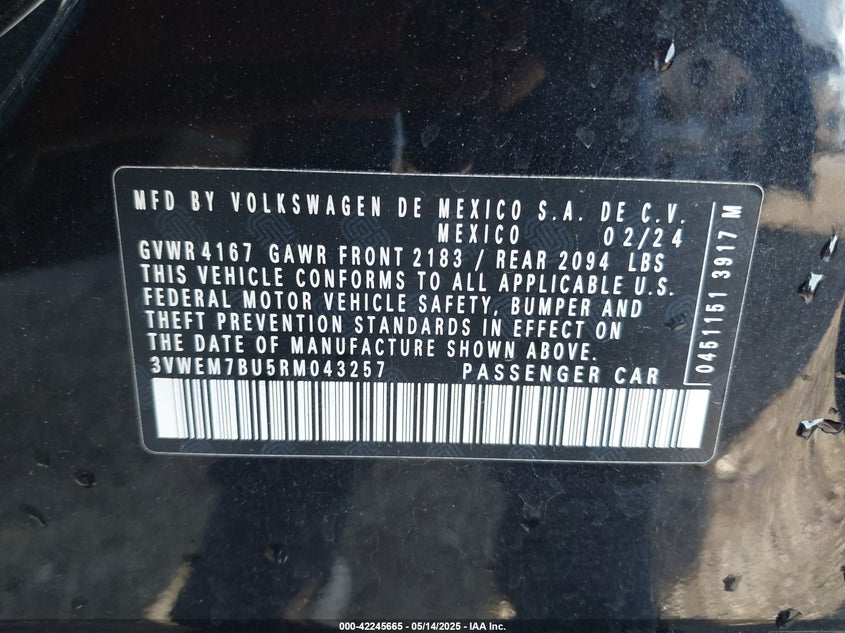 MFD BY VOLKSWAGEN DE MEXICO S.A. DE C.V.
MEXICO 02/24
GVWR 4167 GAWR FRONT 2183 / REAR 2094 LBS
THIS VEHICLE CONFORMS TO ALL APPLICABLE U.S.
FEDERAL MOTOR VEHICLE SAFETY, BUMPER AND
THEFT PREVENTION STANDARDS IN EFFECT ON
THE DATE OF MANUFACTURE SHOWN ABOVE.
3VWEM7BU5RM043257 PASSENGER CAR
0451151 3917 M
000-42245665 - 05/14/2025 - IAA Inc.